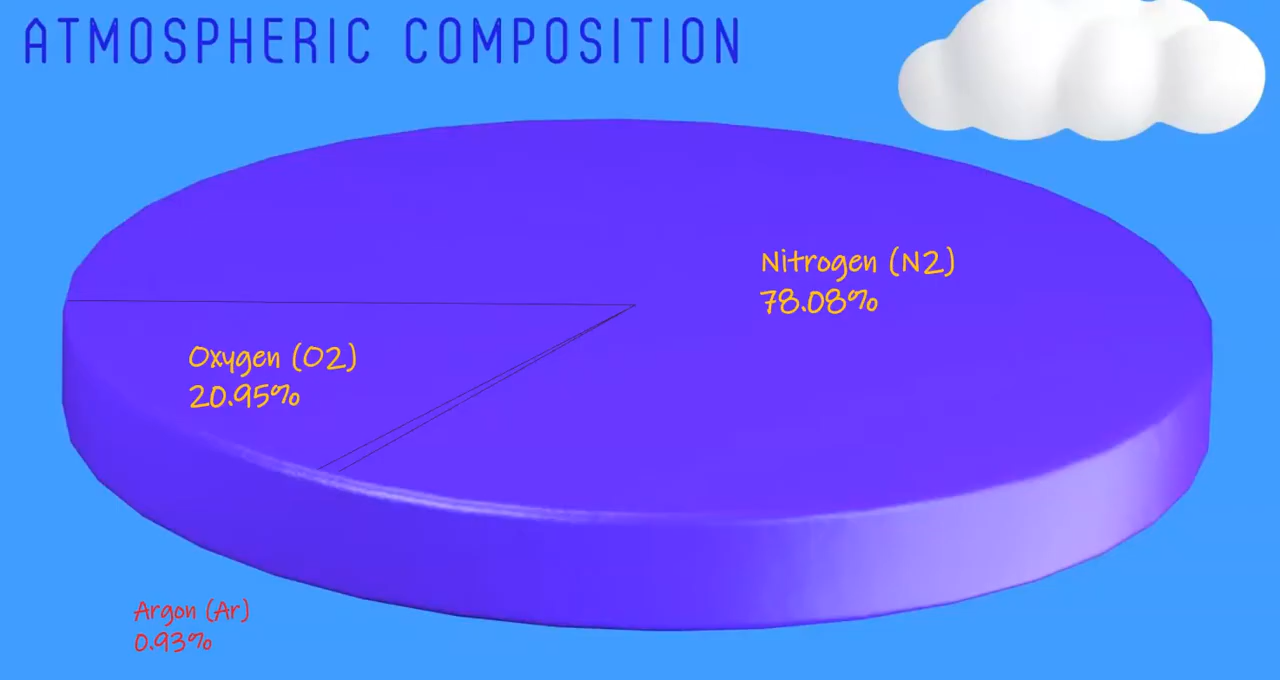 ATMOSPHERIC COMPOSITION
Nitrogen (N2)
78.08%
Oxygen (O2)
20.95%
Argon (Ar)
0.93%